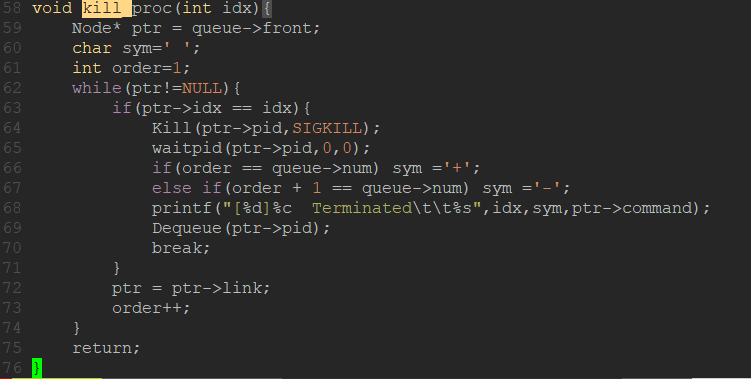 58 void kill_proc(int idx){
59     Node* ptr = queue->front;
60     char sym=' ';
61     int order=1;
62     while(ptr!=NULL){
63         if(ptr->idx == idx){
64             Kill(ptr->pid,SIGKILL);
65             waitpid(ptr->pid,0,0);
66             if(order == queue->num) sym ='+';
67             else if(order + 1 == queue->num) sym ='-';
68             printf("[%d]%c  Terminated\t\t%s",idx,sym,ptr->command);
69             Dequeue(ptr->pid);
70             break;
71         }
72         ptr = ptr->link;
73         order++;
74     }
75     return;
76 }